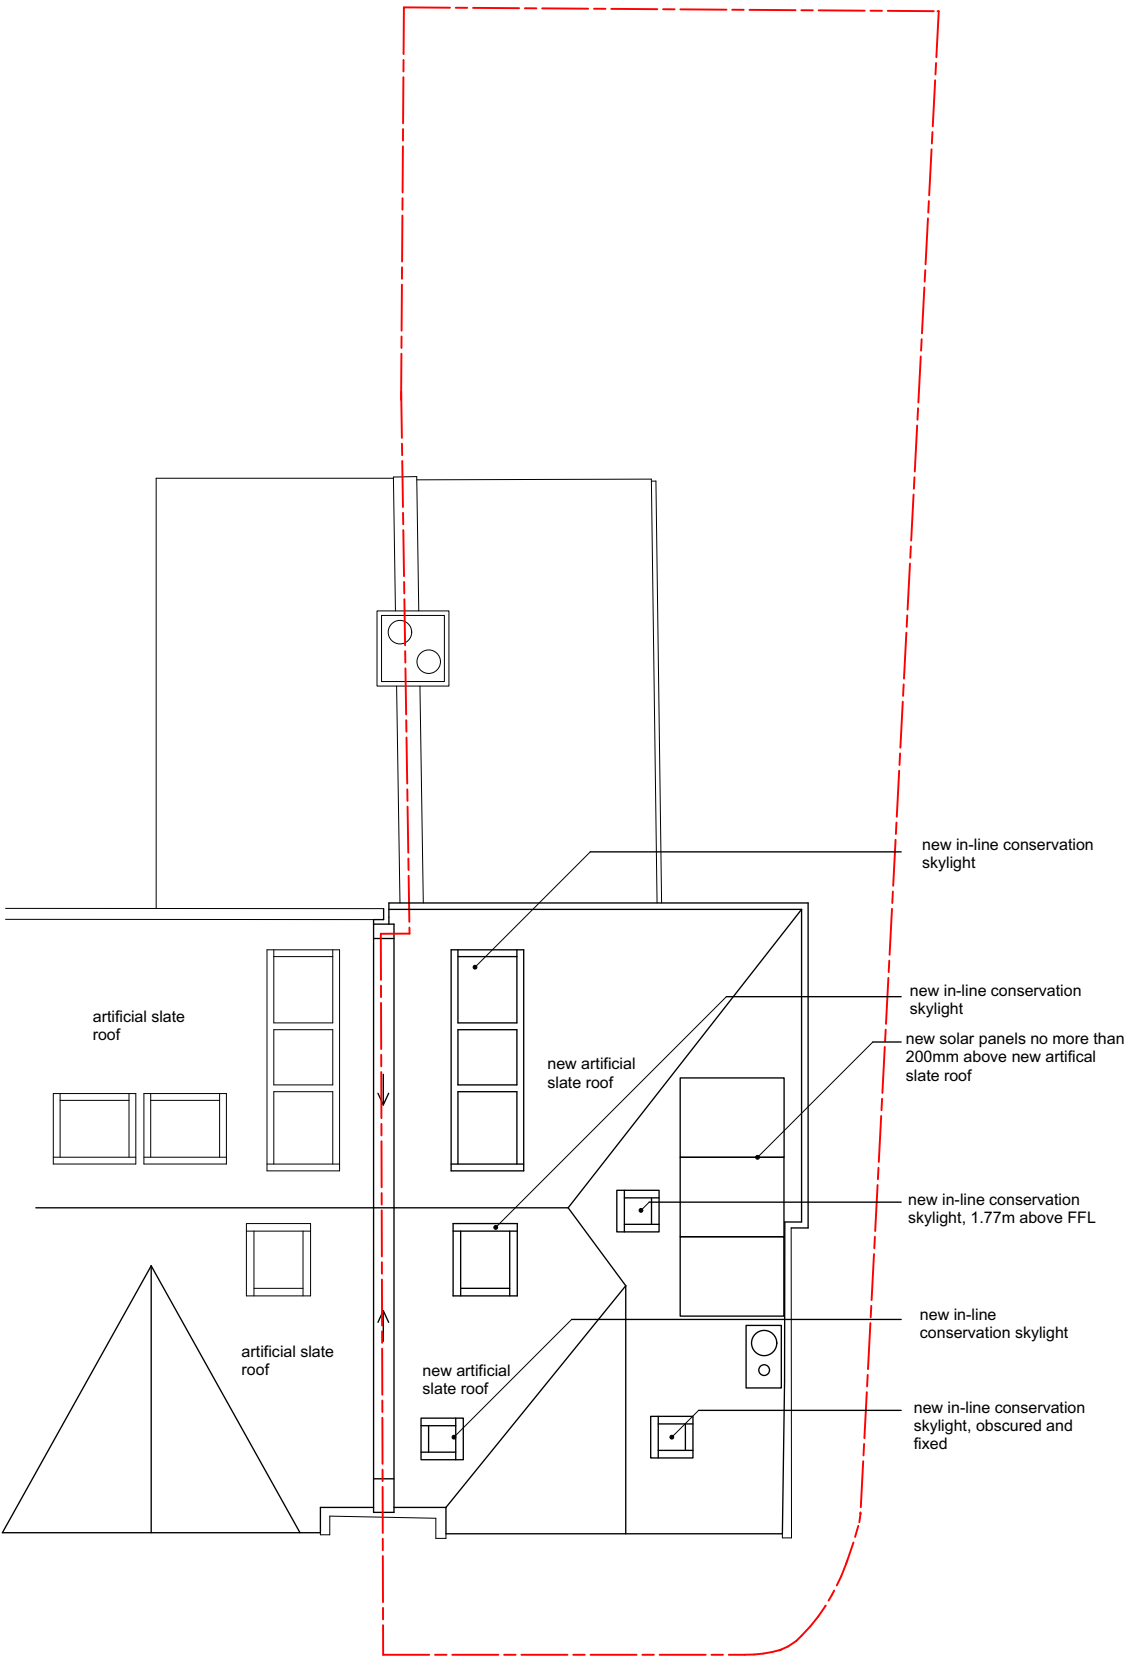 new in-line conservation
skylight
new in-line conservation
skylight
artificial slate
roof
new solar panels no more than
200mm above new artifical
slate roof
new artificial
slate roof
new in-line conservation
skylight, 1.77m above FFL
new in-line
conservation skylight
artificial slate
roof
new artificial
slate roof
new in-line conservation
skylight, obscured and
fixed